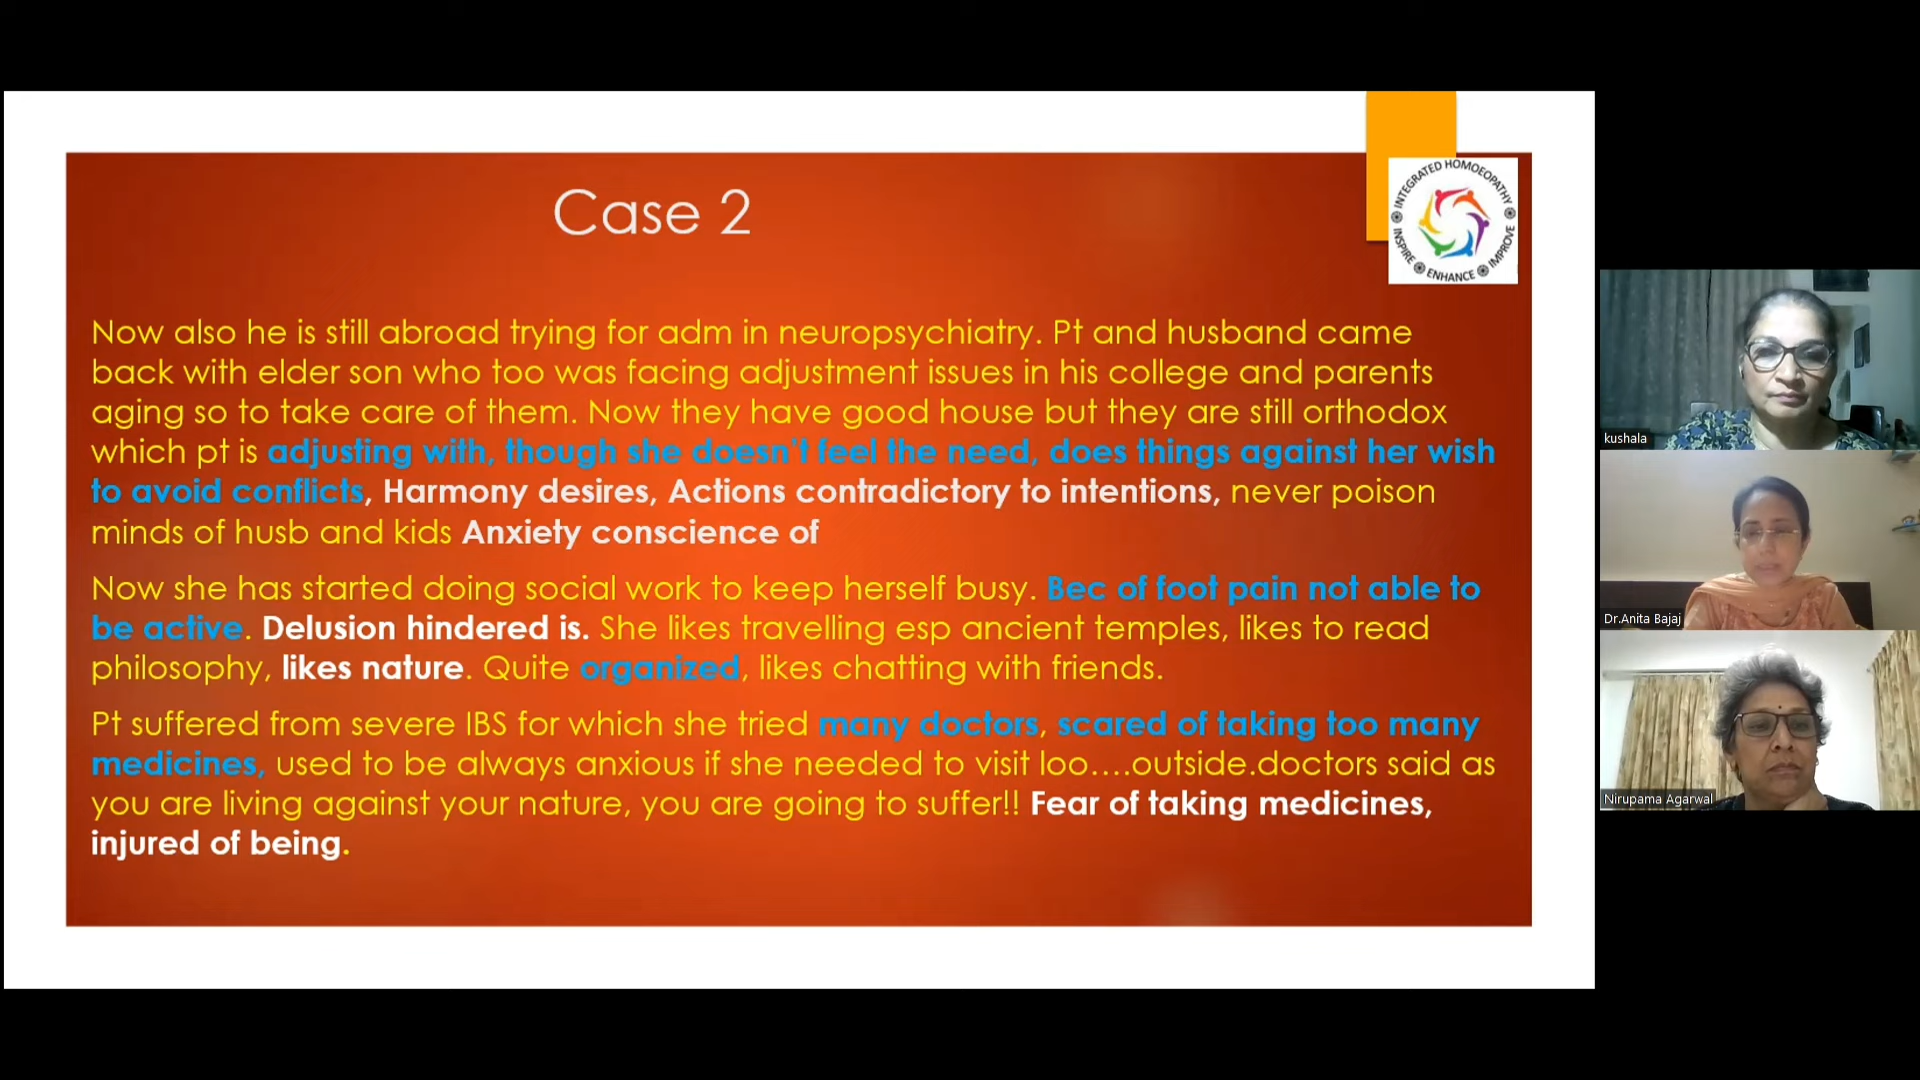 Case 2
INTEGRATED HOMOEOPATHY
INSPIRE ENHANCE IMPROVE
Now also he is still abroad trying for adm in neuropsychiatry. Pt and husband came
back with elder son who too was facing adjustment issues in his college and parents
aging so to take care of them. Now they have good house but they are still orthodox
which pt is adjusting with, though she doesn't feel the need, does things against her wish
to avoid conflicts, Harmony desires, Actions contradictory to intentions, never poison
minds of husb and kids Anxiety conscience of
Now she has started doing social work to keep herself busy. Bec of foot pain not able to
be active. Delusion hindered is. She likes travelling esp ancient temples, likes to read
philosophy, likes nature. Quite organized, likes chatting with friends.
Pt suffered from severe IBS for which she tried many doctors, scared of taking too many
medicines, used to be always anxious if she needed to visit loo....outside.doctors said as
you are living against your nature, you are going to suffer!! Fear of taking medicines,
injured of being.
kushala
Dr.Anita Bajaj
Nirupama Agarwal